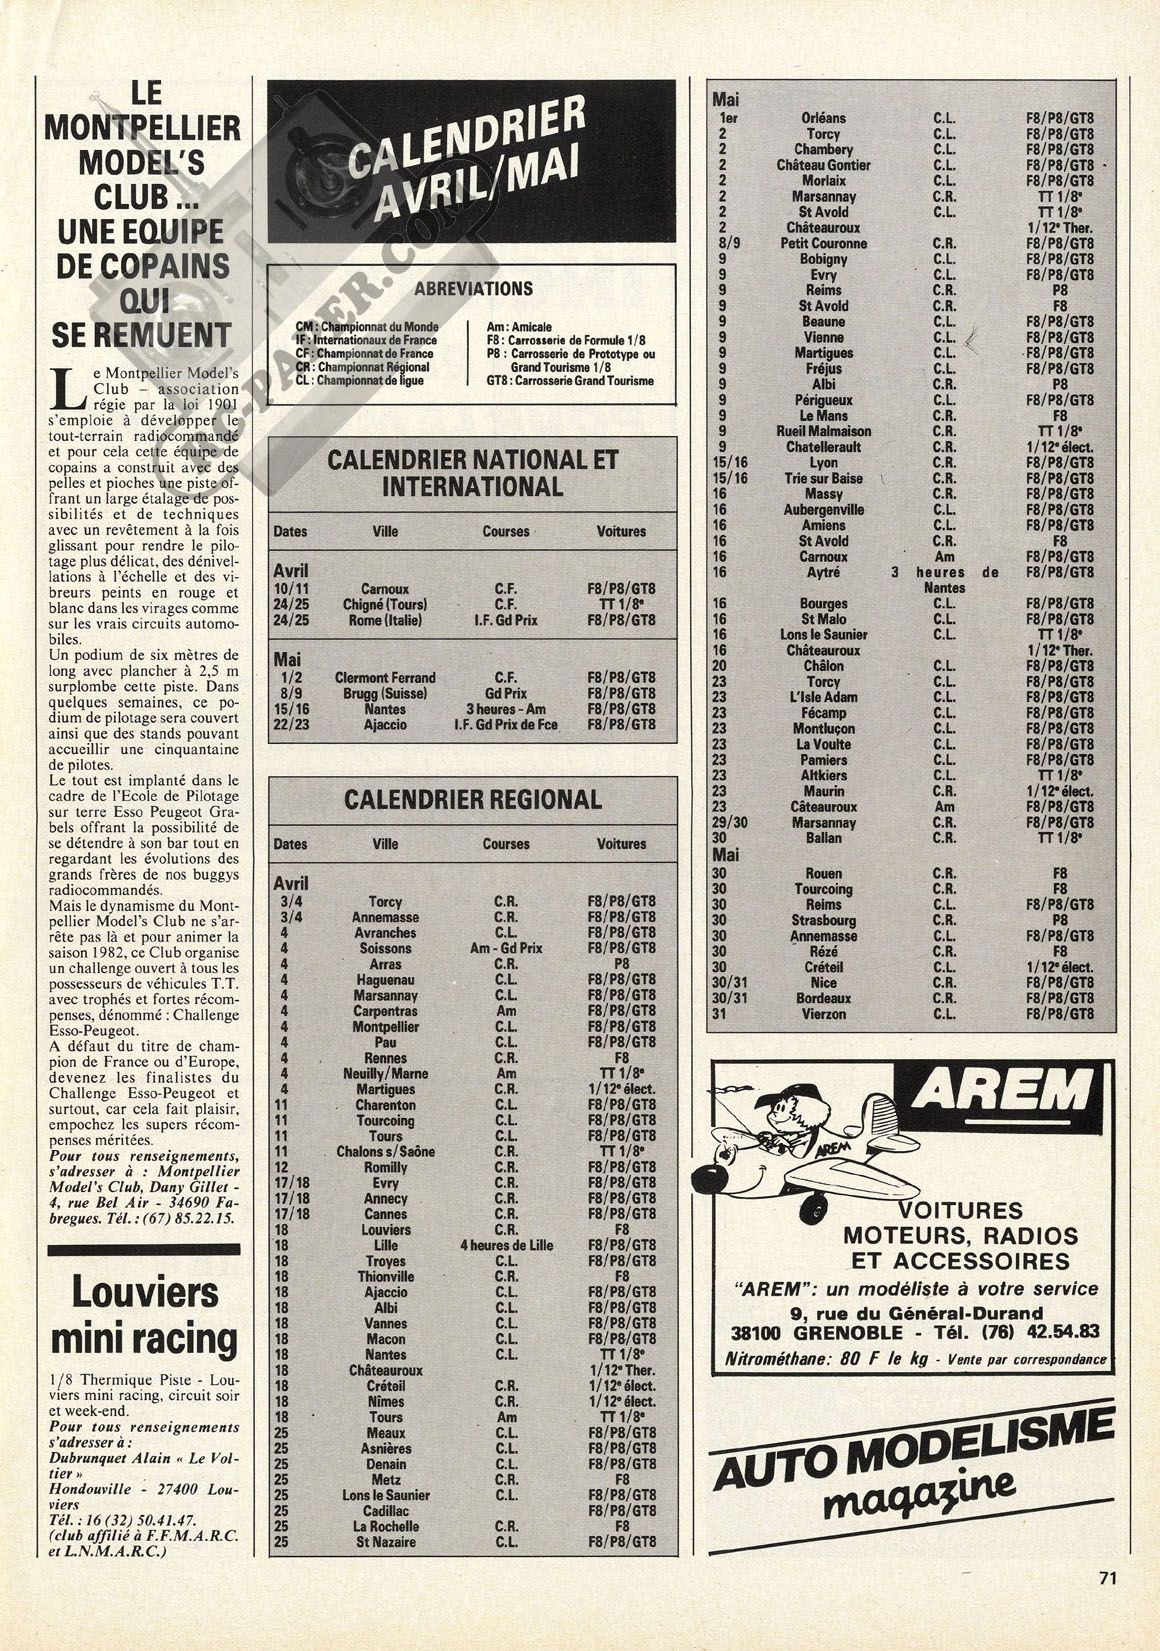 LE
MONTPELLIER
MODEL'S
CLUB ...
UNE EQUIPE
DE COPAINS
QUI
SE REMUENT
Le Montpellier Model's
Club – association
régie par la loi 1901
s'emploie à développer le
tout-terrain radiocommandé
et pour cela cette équipe de
copains a construit avec des
pelles et pioches une piste of-
frant un large étalage de pos-
sibilités et de techniques
avec un revêtement à la fois
glissant pour rendre le pilo-
tage plus délicat, des dénivel-
lations à l'échelle et des vi-
breurs peints en rouge et
blanc dans les virages comme
sur les vrais circuits automo-
biles.
Un podium de six mètres de
long avec plancher à 2,5 m
surplombe cette piste. Dans
quelques semaines, ce po-
dium de pilotage sera couvert
ainsi que des stands pouvant
accueillir une cinquantaine
de pilotes.
Le tout est implanté dans le
cadre de l'Ecole de Pilotage
sur terre Esso Peugeot Gra-
bels offrant la possibilité de
se détendre à son bar tout en
regardant les évolutions des
grands frères de nos buggys
radiocommandés.
Mais le dynamisme du Mont-
pellier Model's Club ne s'ar-
rête pas là et pour animer la
saison 1982, ce Club organise
un challenge ouvert à tous les
possesseurs de véhicules T.T.
avec trophés et fortes récom-
penses, dénommé : Challenge
Esso-Peugeot.
A défaut du titre de cham-
pion de France ou d'Europe,
devenez les finalistes du
Challenge Esso-Peugeot et
surtout, car cela fait plaisir,
empochez les supers récom-
penses méritées.
Pour tous renseignements,
s'adresser à : Montpellier
Model's Club, Dany Gillet -
4, rue Bel Air - 34690 Fa-
bregues. Tél. : (67) 85.22.15.
Louviers
mini racing
1/8 Thermique Piste - Lou-
viers mini racing, circuit soir
et week-end.
Pour tous renseignements
s'adresser à :
Dubrunquet Alain « Le Vol-
tier »
Hondouville - 27400 Lou-
viers
Tél. : 16 (32) 50.41.47.
(club affilié à F.F.M.A.R.C.
et L.N.M.A.R.C.)
CALENDRIER
AVRIL/MAI
RC-PAPER.COM
ABREVIATIONS
CM : Championnat du Monde
IF : Internationaux de France
CF : Championnat de France
CR : Championnat Régional
CL : Championnat de ligue
Am : Amicale
F8 : Carrosserie de Formule 1/8
P8 : Carrosserie de Prototype ou
Grand Tourisme 1/8
GT8 : Carrosserie Grand Tourisme
CALENDRIER NATIONAL ET
INTERNATIONAL
Dates Ville Courses Voitures
Avril
10/11 Carnoux C.F. F8/P8/GT8
24/25 Chigné (Tours) C.F. TT 1/8e
24/25 Rome (Italie) I.F. Gd Prix F8/P8/GT8
Mai
1/2 Clermont Ferrand C.F. F8/P8/GT8
8/9 Brugg (Suisse) Gd Prix F8/P8/GT8
15/16 Nantes 3 heures - Am F8/P8/GT8
22/23 Ajaccio I.F. Gd Prix de Fce F8/P8/GT8
CALENDRIER REGIONAL
Dates Ville Courses Voitures
Avril
3/4 Torcy C.R. F8/P8/GT8
3/4 Annemasse C.R. F8/P8/GT8
4 Avranches C.L. F8/P8/GT8
4 Soissons Am - Gd Prix F8/P8/GT8
4 Arras C.R. P8
4 Haguenau C.L. F8/P8/GT8
4 Marsannay C.L. F8/P8/GT8
4 Carpentras Am F8/P8/GT8
4 Montpellier C.L. F8/P8/GT8
4 Pau C.L. F8/P8/GT8
4 Rennes C.R. F8
4 Neuilly/Marne Am TT 1/8e
4 Martigues C.R. 1/12e élect.
11 Charenton C.L. F8/P8/GT8
11 Tourcoing C.L. F8/P8/GT8
11 Tours C.L. F8/P8/GT8
11 Chalons s/Saône C.R. TT 1/8e
12 Romilly C.R. F8/P8/GT8
17/18 Evry C.R. F8/P8/GT8
17/18 Annecy C.R. F8/P8/GT8
17/18 Cannes C.R. F8/P8/GT8
18 Louviers C.R. F8
18 Lille 4 heures de Lille F8/P8/GT8
18 Troyes C.L. F8/P8/GT8
18 Thionville C.R. F8
18 Ajaccio C.L. F8/P8/GT8
18 Albi C.L. F8/P8/GT8
18 Vannes C.L. F8/P8/GT8
18 Macon C.L. F8/P8/GT8
18 Nantes C.L. TT 1/8e
18 Châteauroux 1/12e Ther.
18 Créteil C.R. 1/12e élect.
18 Nîmes C.R. 1/12e élect.
18 Tours Am TT 1/8e
25 Meaux C.L. F8/P8/GT8
25 Asnières C.L. F8/P8/GT8
25 Denain C.L. F8/P8/GT8
25 Metz C.R. F8
25 Lons le Saunier C.L. F8/P8/GT8
25 Cadillac F8/P8/GT8
25 La Rochelle C.R. F8
25 St Nazaire C.L. F8/P8/GT8
Mai
1er Orléans C.L. F8/P8/GT8
2 Torcy C.L. F8/P8/GT8
2 Chambery C.L. F8/P8/GT8
2 Château Gontier C.L. F8/P8/GT8
2 Morlaix C.L. F8/P8/GT8
2 Marsannay C.R. TT 1/8e
2 St Avold C.L. TT 1/8e
2 Châteauroux 1/12e Ther.
8/9 Petit Couronne C.R. F8/P8/GT8
9 Bobigny C.L. F8/P8/GT8
9 Evry C.L. F8/P8/GT8
9 Reims C.R. P8
9 St Avold C.R. F8
9 Beaune C.L. F8/P8/GT8
9 Vienne C.L. F8/P8/GT8
9 Martigues C.L. F8/P8/GT8
9 Fréjus C.L. F8/P8/GT8
9 Albi C.R. P8
9 Périgueux C.L. F8/P8/GT8
9 Le Mans C.R. F8
9 Rueil Malmaison C.R. TT 1/8e
9 Chatellerault C.R. 1/12e élect.
15/16 Lyon C.R. F8/P8/GT8
15/16 Trie sur Baise C.R. F8/P8/GT8
16 Massy C.L. F8/P8/GT8
16 Aubergenville C.L. F8/P8/GT8
16 Amiens C.L. F8/P8/GT8
16 St Avold C.R. F8
16 Carnoux Am F8/P8/GT8
16 Aytré 3 heures de F8/P8/GT8
Nantes
16 Bourges C.L. F8/P8/GT8
16 St Malo C.L. F8/P8/GT8
16 Lons le Saunier C.L. TT 1/8e
16 Châteauroux 1/12e Ther.
20 Châlon C.L. F8/P8/GT8
23 Torcy C.L. F8/P8/GT8
23 L'Isle Adam C.L. F8/P8/GT8
23 Fécamp C.L. F8/P8/GT8
23 Montluçon C.L. F8/P8/GT8
23 La Voulte C.L. F8/P8/GT8
23 Pamiers C.L. F8/P8/GT8
23 Altkiers C.L. TT 1/8e
23 Maurin C.R. 1/12e élect.
23 Câteauroux Am F8/P8/GT8
29/30 Marsannay C.R. F8/P8/GT8
30 Ballan C.R. TT 1/8e
Mai
30 Rouen C.R. F8
30 Tourcoing C.R. F8
30 Reims C.L. F8/P8/GT8
30 Strasbourg C.R. P8
30 Annemasse C.L. F8/P8/GT8
30 Rézé C.R. F8
30 Créteil C.L. 1/12e élect.
30/31 Nice C.R. F8/P8/GT8
30/31 Bordeaux C.R. F8/P8/GT8
31 Vierzon C.L. F8/P8/GT8
AREM
AREM
VOITURES
MOTEURS, RADIOS
ET ACCESSOIRES
"AREM": un modéliste à votre service
9, rue du Général-Durand
38100 GRENOBLE - Tél. (76) 42.54.83
Nitrométhane: 80 F le kg - Vente par correspondance
AUTO MODELISME
magazine
71